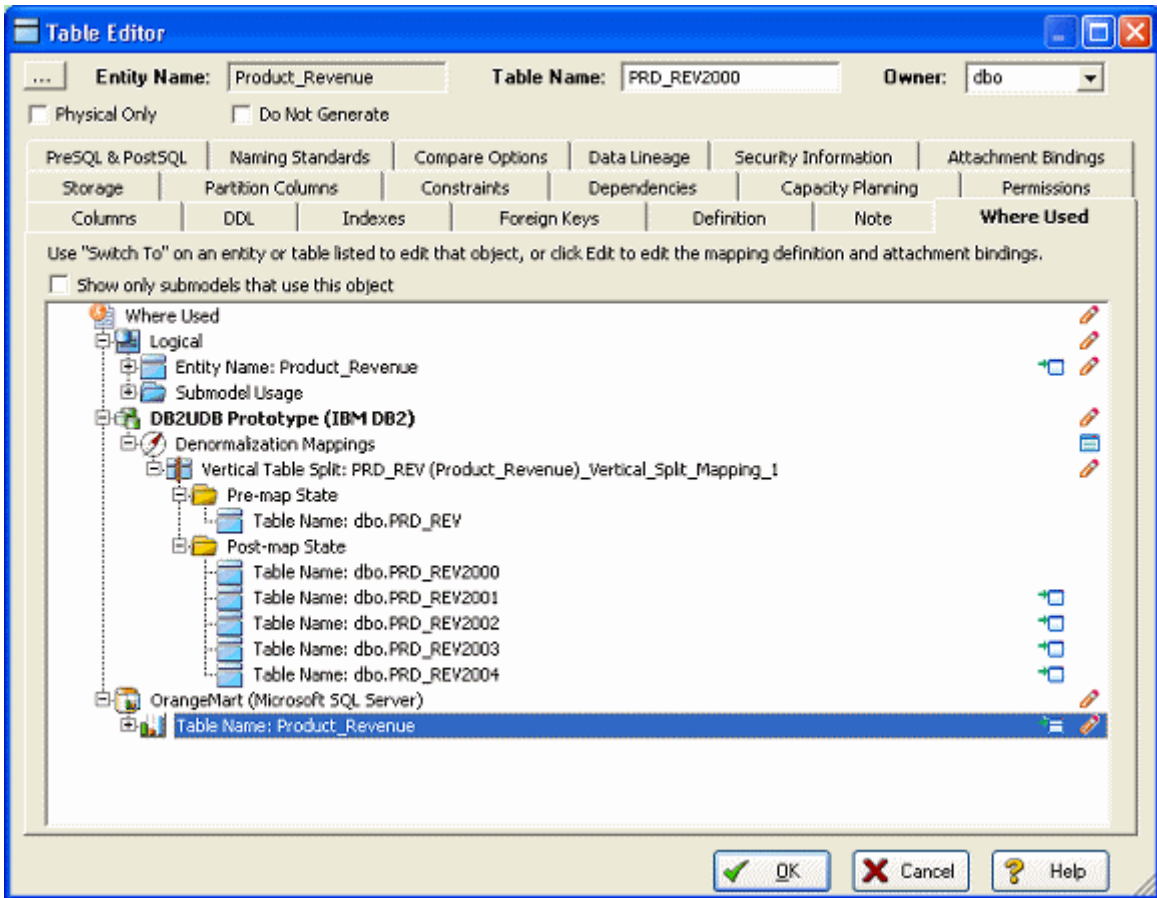 Table Editor
... Entity Name: Product_Revenue Table Name: PRD_REV2000 Owner: dbo
Physical Only Do Not Generate
PreSQL & PostSQL Naming Standards Compare Options Data Lineage Security Information Attachment Bindings
Storage Partition Columns Constraints Dependencies Capacity Planning Permissions
Columns DDL Indexes Foreign Keys Definition Note Where Used
Use "Switch To" on an entity or table listed to edit that object, or click Edit to edit the mapping definition and attachment bindings.
Show only submodels that use this object
Where Used
Logical
Entity Name: Product_Revenue
Submodel Usage
DB2UDB Prototype (IBM DB2)
Denormalization Mappings
Vertical Table Split: PRD_REV (Product_Revenue)_Vertical_Split_Mapping_1
Pre-map State
Table Name: dbo.PRD_REV
Post-map State
Table Name: dbo.PRD_REV2000
Table Name: dbo.PRD_REV2001
Table Name: dbo.PRD_REV2002
Table Name: dbo.PRD_REV2003
Table Name: dbo.PRD_REV2004
OrangeMart (Microsoft SQL Server)
Table Name: Product_Revenue
OK Cancel Help